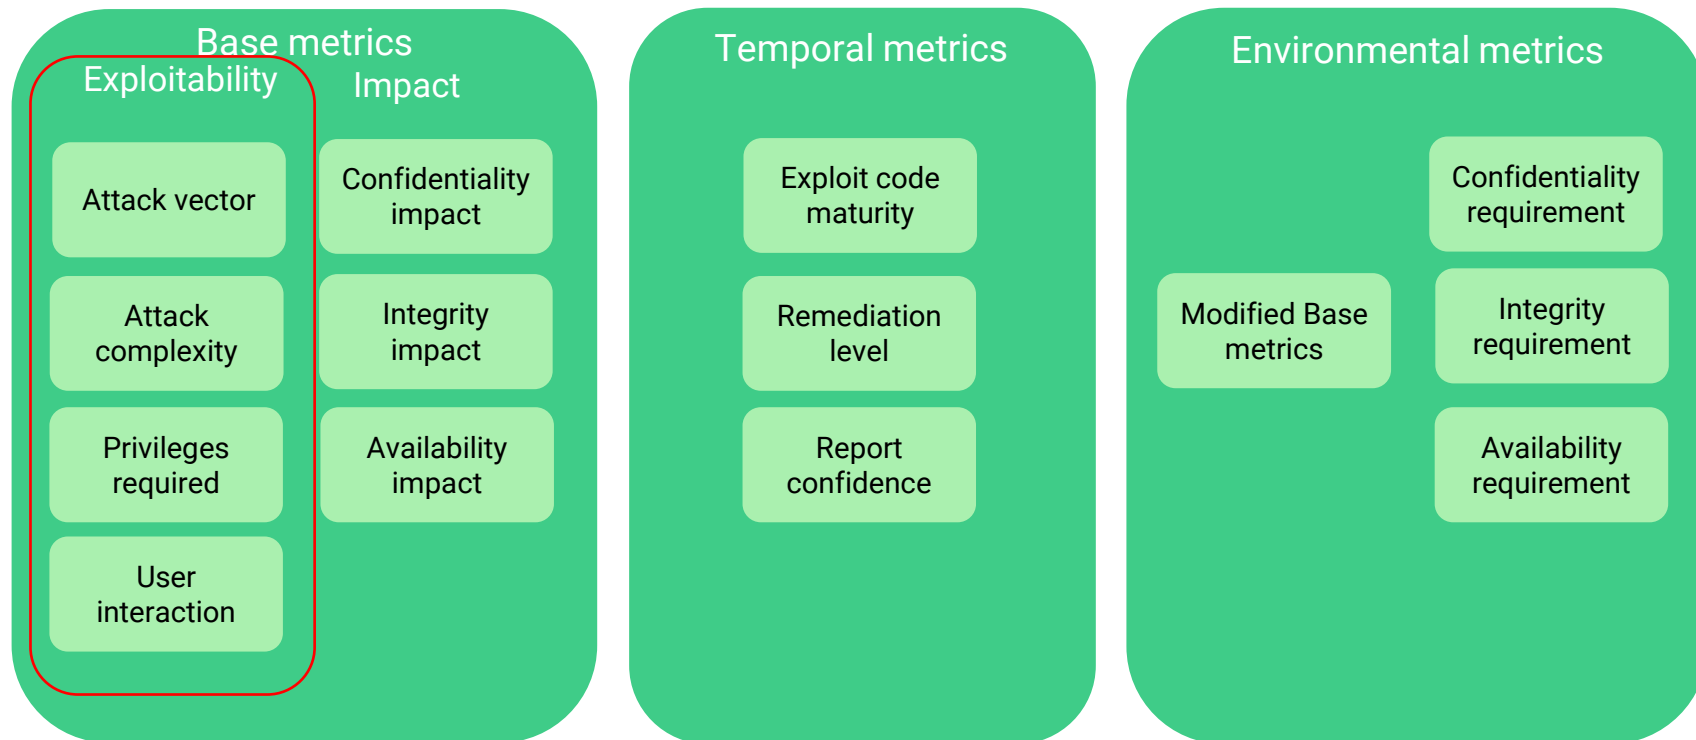 Base metrics
Exploitability
Impact
Attack vector
Confidentiality
impact
Attack
complexity
Integrity
impact
Privileges
required
Availability
impact
User
interaction
Temporal metrics
Exploit code
maturity
Remediation
level
Report
confidence
Environmental metrics
Confidentiality
requirement
Modified Base
metrics
Integrity
requirement
Availability
requirement